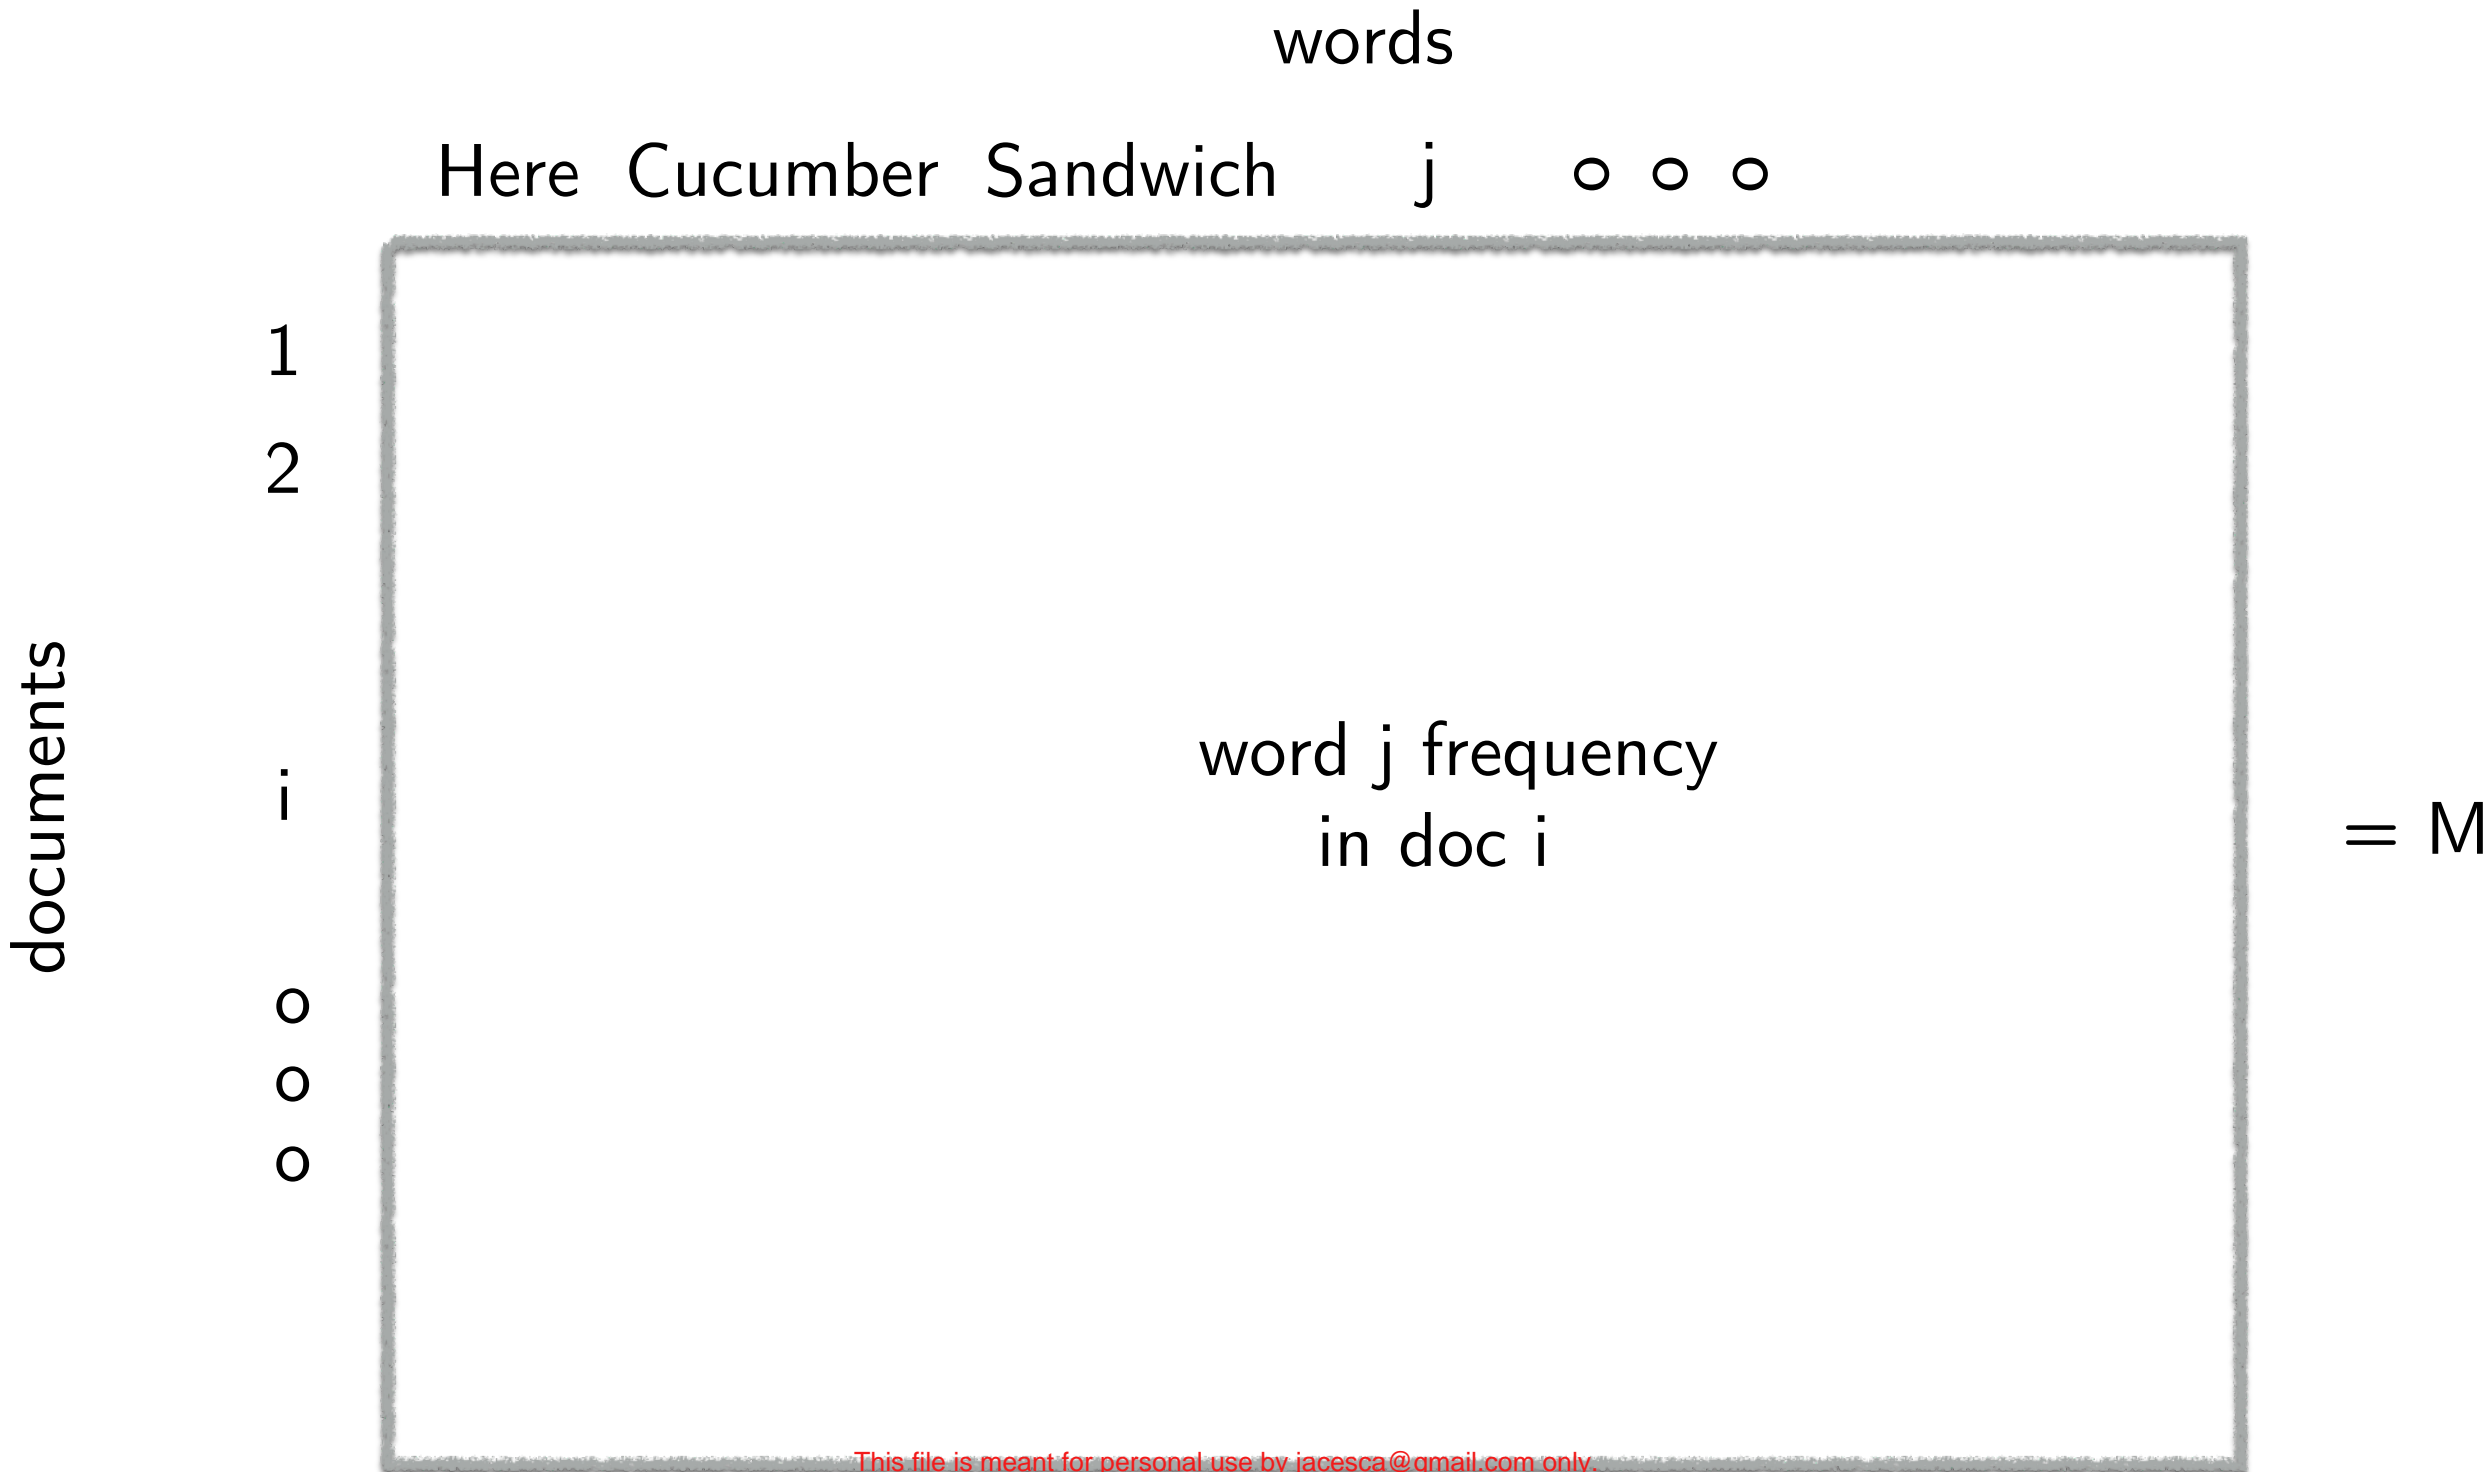 words
Here Cucumber Sandwich j o o o
1
2
documents
word j frequency
i
in doc i
= M
o
o
o
This file is meant for personal use by jacesca@gmail.com only.